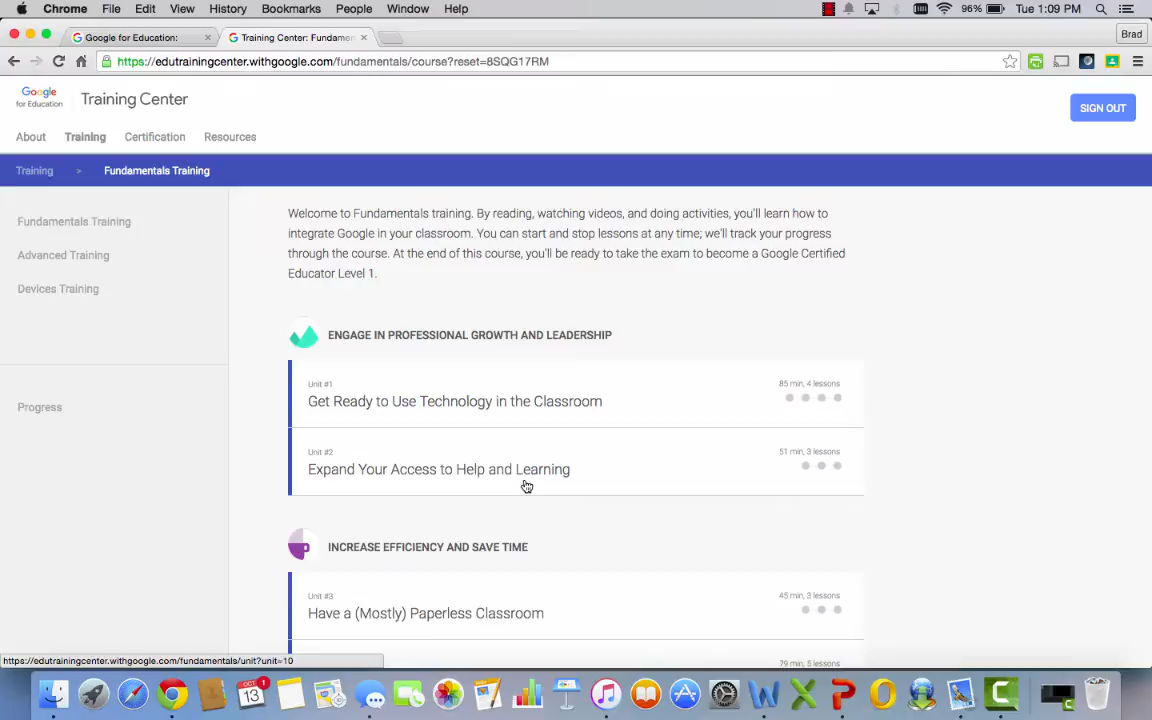 Chrome File Edit View History Bookmarks People Window Help 96% Tue 1:09 PM
Google for Education: Training Center: Fundamen Brad
https://edutrainingcenter.withgoogle.com/fundamentals/course?reset=8SQG17RM
Google for Education Training Center SIGN OUT
About Training Certification Resources
Training > Fundamentals Training
Fundamentals Training
Advanced Training
Devices Training
Progress
Welcome to Fundamentals training. By reading, watching videos, and doing activities, you'll learn how to
integrate Google in your classroom. You can start and stop lessons at any time; we'll track your progress
through the course. At the end of this course, you'll be ready to take the exam to become a Google Certified
Educator Level 1.
ENGAGE IN PROFESSIONAL GROWTH AND LEADERSHIP
Unit #1 85 min, 4 lessons
Get Ready to Use Technology in the Classroom
Unit #2 51 min, 3 lessons
Expand Your Access to Help and Learning
INCREASE EFFICIENCY AND SAVE TIME
Unit #3 45 min, 3 lessons
Have a (Mostly) Paperless Classroom
79 min, 5 lessons
https://edutrainingcenter.withgoogle.com/fundamentals/unit?unit=10
OCT 13 1